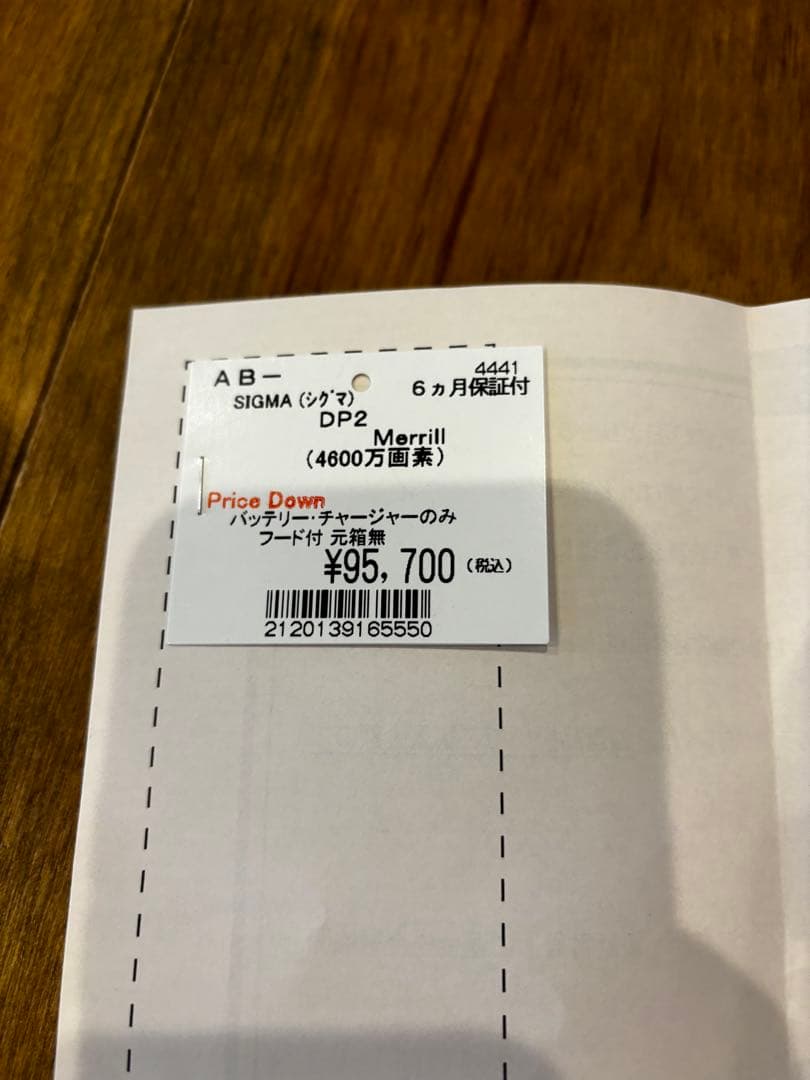 AB－
4441
6ヵ月保証付
SIGMA(ｼｸﾞﾏ)
DP2
Merrill
(4600万画素)
Price Down
バッテリー・チャージャーのみ
フード付 元箱無
¥95,700(税込)
2120139165550